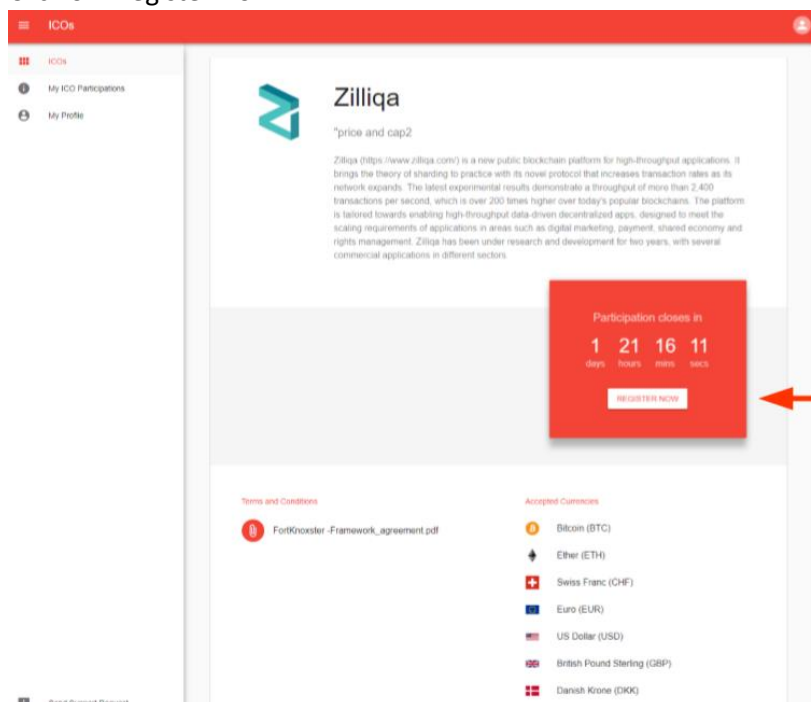 ICOs
ICOs
My ICO Participations
My Profile
Zilliqa
"price and cap2
Zilliqa (https://www.zilliqa.com/) is a new public blockchain platform for high-throughput applications. It
brings the theory of sharding to practice with its novel protocol that increases transaction rates as its
network expands. The latest experimental results demonstrate a throughput of more than 2,400
transactions per second, which is over 200 times higher over today's popular blockchains. The platform
is tailored towards enabling high-throughput data-driven decentralized apps, designed to meet the
scaling requirements of applications in areas such as digital marketing, payment, shared economy and
rights management. Zilliqa has been under research and development for two years, with several
commercial applications in different sectors.
Participation closes in
1 21 16 11
days hours mins secs
REGISTER NOW
Terms and Conditions
FortKnoxster -Framework_agreement.pdf
Accepted Currencies
Bitcoin (BTC)
Ether (ETH)
Swiss Franc (CHF)
Euro (EUR)
US Dollar (USD)
British Pound Sterling (GBP)
Danish Krone (DKK)